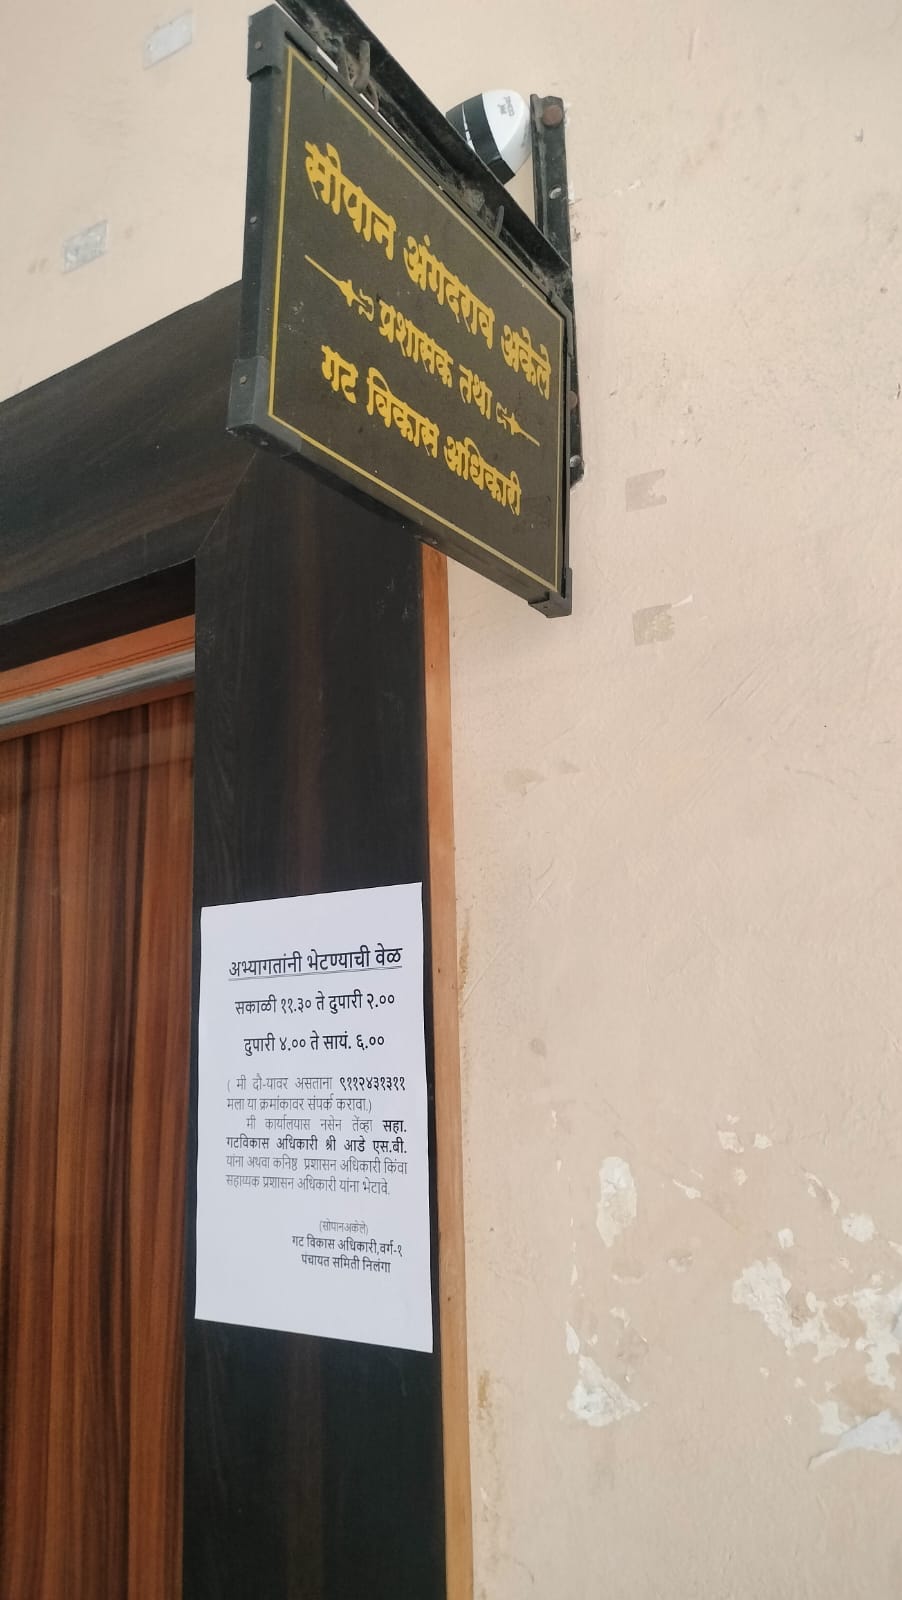 सोपान अंगदराव अकेले
प्रशासक तथा
गट विकास अधिकारी
अभ्यागतांनी भेटण्याची वेळ
सकाळी ११.३० ते दुपारी २.००
दुपारी ४.०० ते सायं. ६.००
( मी दौ-यावर असताना ९११२४३१३११
मला या क्रमांकावर संपर्क करावा.)
मी कार्यालयास नसेन तेंव्हा सहा.
गटविकास अधिकारी श्री आडे एस.बी.
यांना अथवा कनिष्ठ प्रशासन अधिकारी किंवा
सहाय्यक प्रशासन अधिकारी यांना भेटावे.
(सोपानअकेले)
गट विकास अधिकारी,वर्ग-१
पंचायत समिती निलंगा